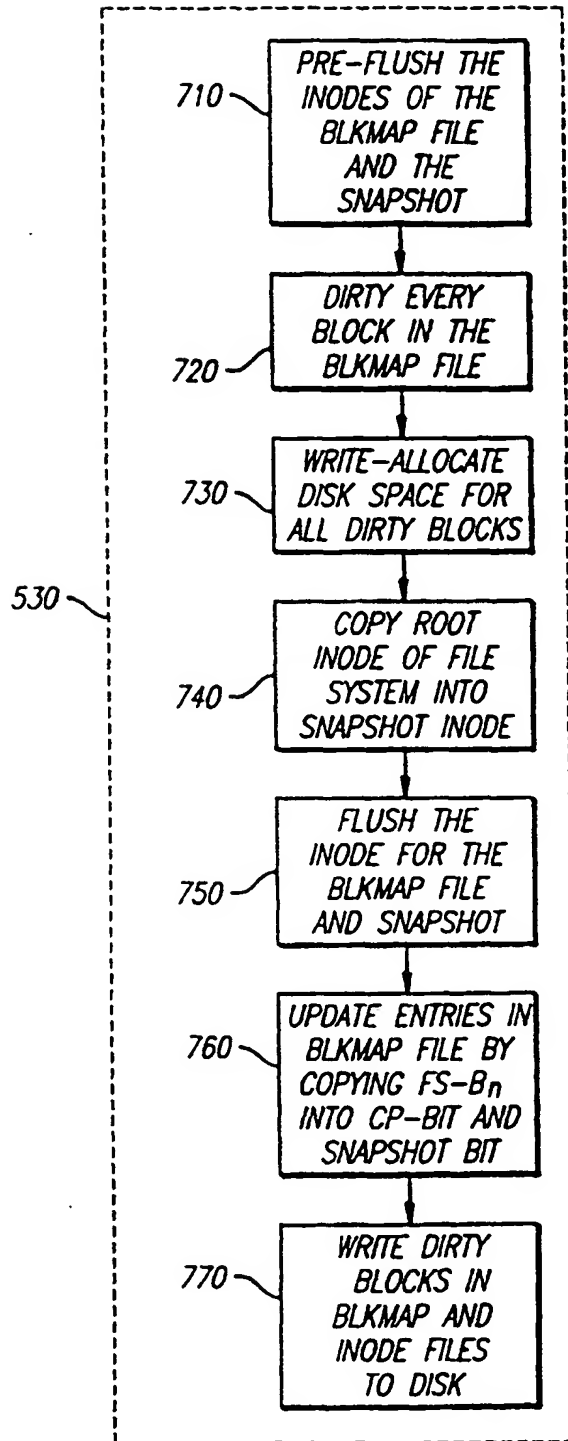 710
PRE-FLUSH THE
INODES OF THE
BLKMAP FILE
AND THE
SNAPSHOT
DIRTY EVERY
BLOCK IN THE
BLKMAP FILE
720
730
WRITE-ALLOCATE
DISK SPACE FOR
ALL DIRTY BLOCKS
530
COPY ROOT
INODE OF FILE
SYSTEM INTO
SNAPSHOT INODE
740
FLUSH THE
INODE FOR THE
BLKMAP FILE
AND SNAPSHOT
750
760
UPDATE ENTRIES IN
BLKMAP FILE BY
COPYING FS-Bn
INTO CP-BIT AND
SNAPSHOT BIT
770
WRITE DIRTY
BLOCKS IN
BLKMAP AND
INODE FILES
TO DISK